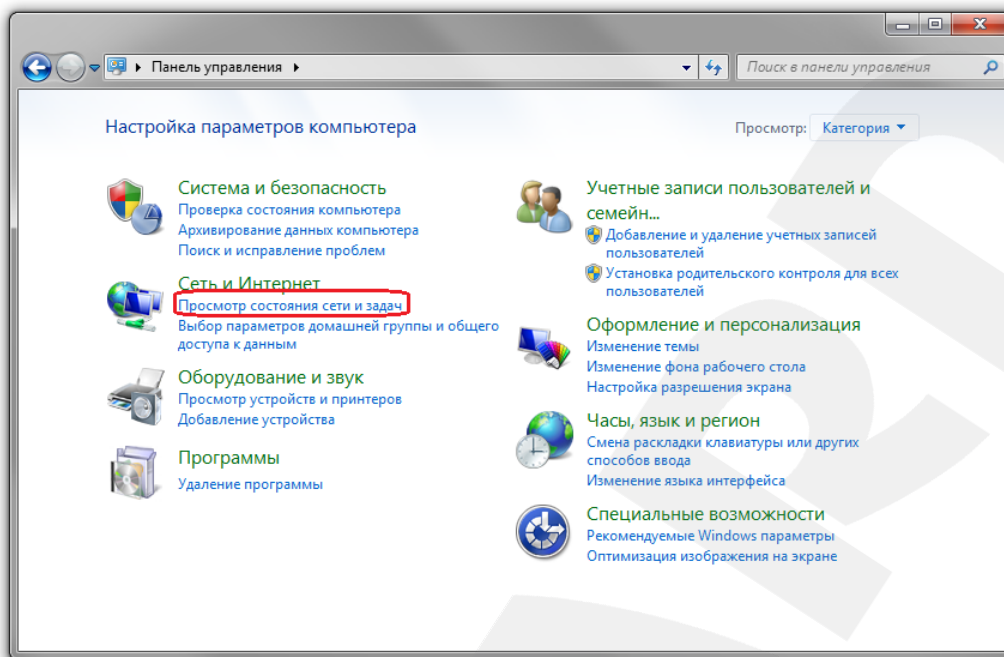 Панель управления
Поиск в панели управления
Настройка параметров компьютера
Просмотр: Категория
Система и безопасность
Проверка состояния компьютера
Архивирование данных компьютера
Поиск и исправление проблем
Сеть и Интернет
Просмотр состояния сети и задач
Выбор параметров домашней группы и общего
доступа к данным
Оборудование и звук
Просмотр устройств и принтеров
Добавление устройства
Программы
Удаление программы
Учетные записи пользователей и
семейн...
Добавление и удаление учетных записей
пользователей
Установка родительского контроля для всех
пользователей
Оформление и персонализация
Изменение темы
Изменение фона рабочего стола
Настройка разрешения экрана
Часы, язык и регион
Смена раскладки клавиатуры или других
способов ввода
Изменение языка интерфейса
Специальные возможности
Рекомендуемые Windows параметры
Оптимизация изображения на экране